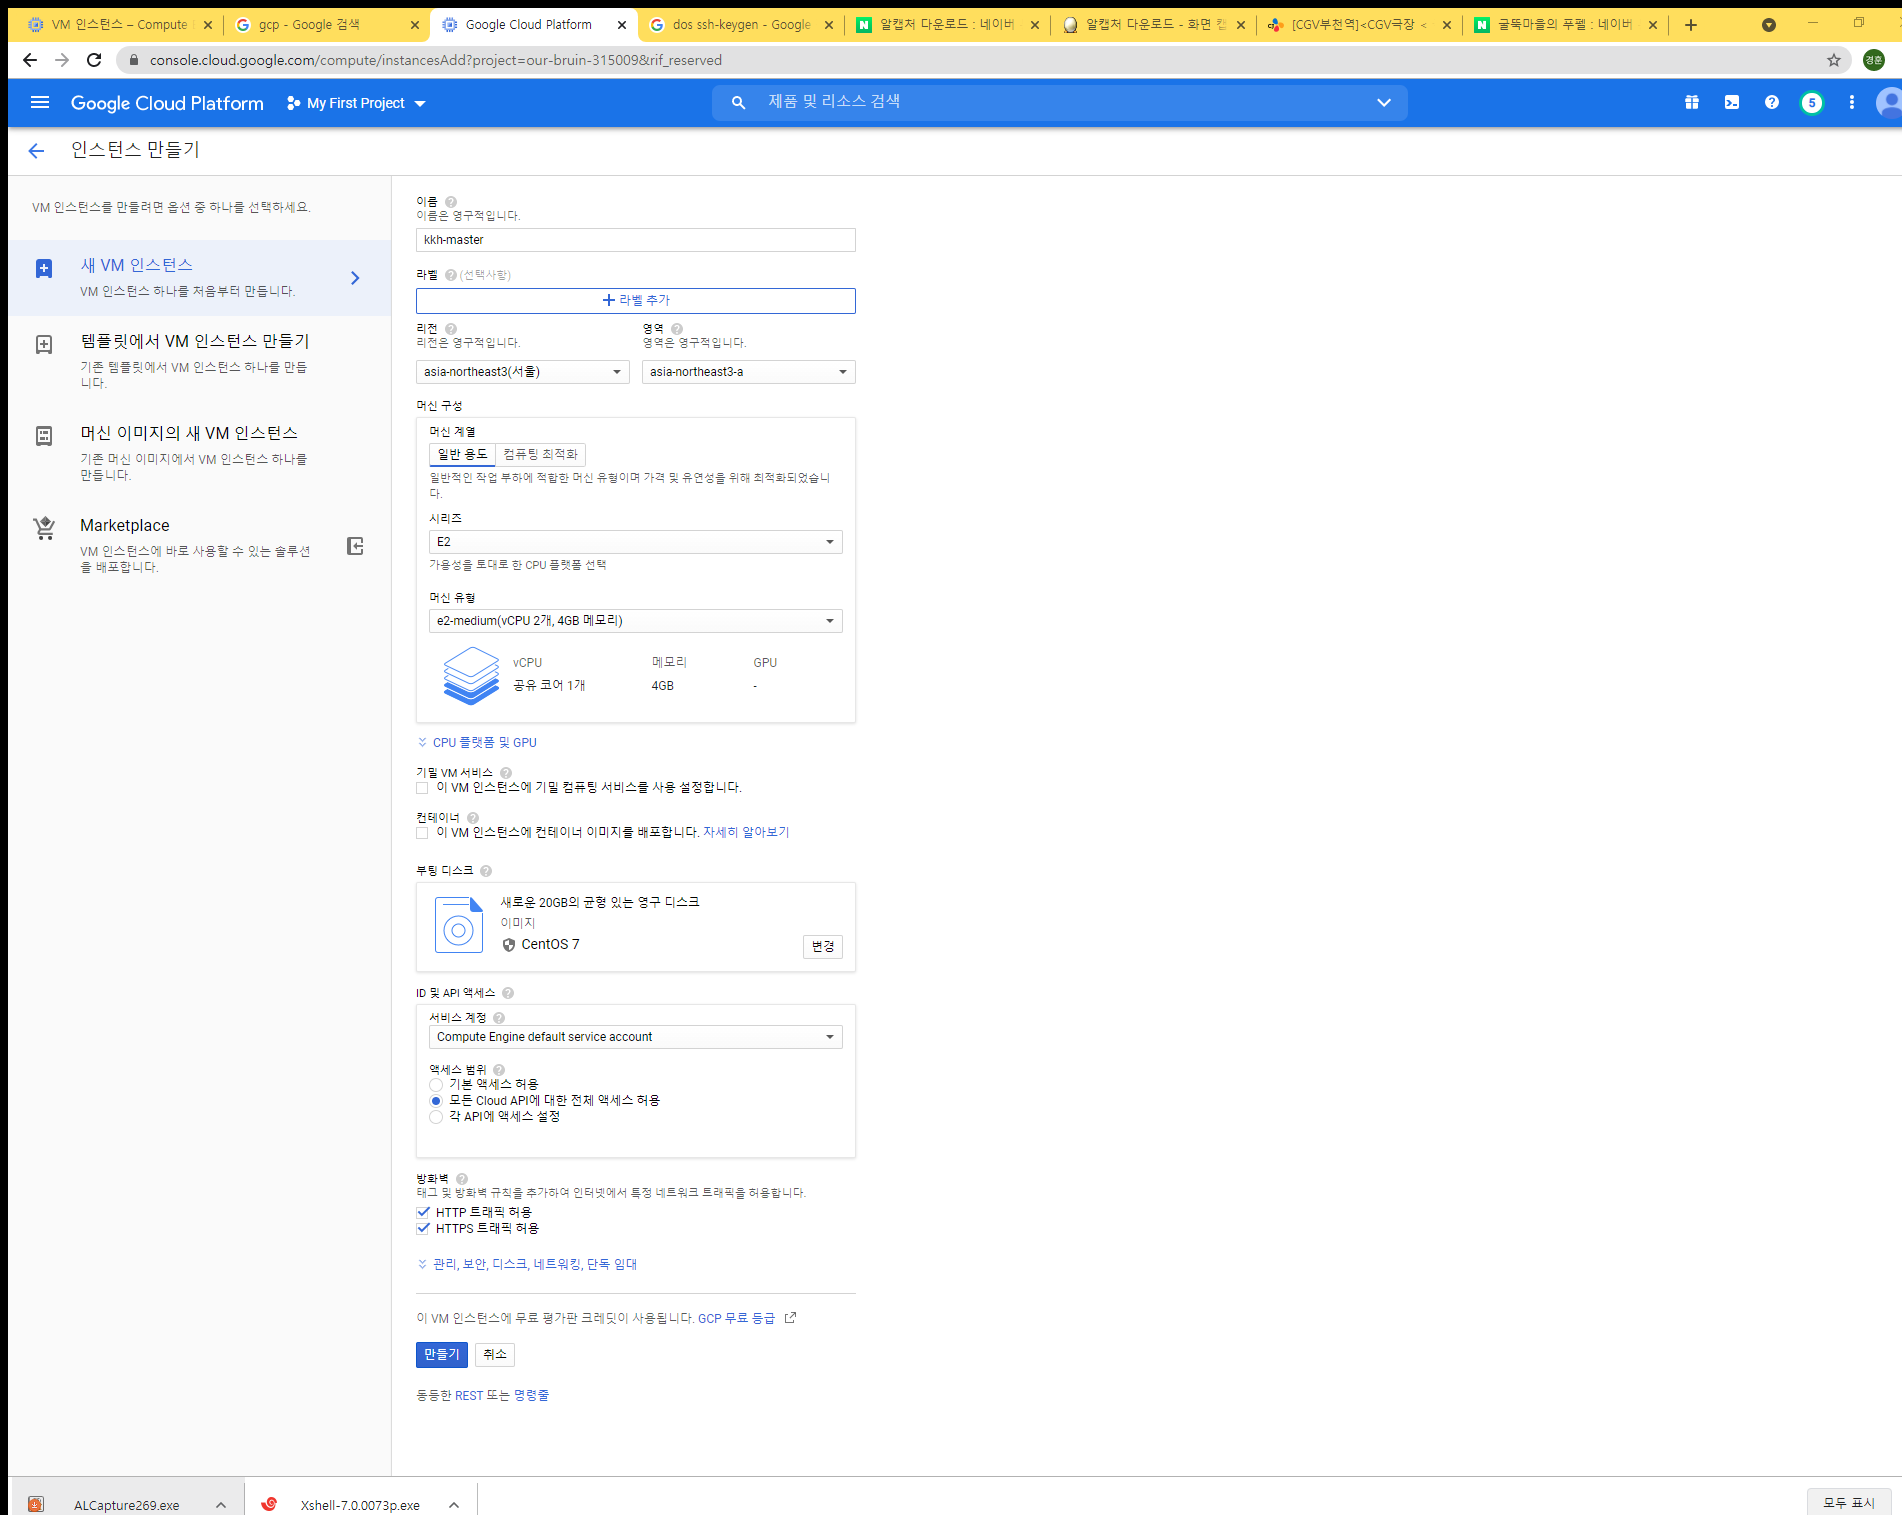 VM 인스턴스 – Compute
gcp - Google 검색
Google Cloud Platform
dos ssh-keygen - Google
알캡처 다운로드 : 네이버
알캡처 다운로드 - 화면 캡
[CGV부천역]<CGV극장 <
굴뚝마을의 푸펠 : 네이버
console.cloud.google.com/compute/instancesAdd?project=our-bruin-315009&rif_reserved
경훈
Google Cloud Platform
My First Project
제품 및 리소스 검색
5
인스턴스 만들기
VM 인스턴스를 만들려면 옵션 중 하나를 선택하세요.
새 VM 인스턴스
VM 인스턴스 하나를 처음부터 만듭니다.
템플릿에서 VM 인스턴스 만들기
기존 템플릿에서 VM 인스턴스 하나를 만듭
니다.
머신 이미지의 새 VM 인스턴스
기존 머신 이미지에서 VM 인스턴스 하나를
만듭니다.
Marketplace
VM 인스턴스에 바로 사용할 수 있는 솔루션
을 배포합니다.
이름
이름은 영구적입니다.
kkh-master
라벨 (선택사항)
+ 라벨 추가
리전
리전은 영구적입니다.
asia-northeast3(서울)
영역
영역은 영구적입니다.
asia-northeast3-a
머신 구성
머신 계열
일반 용도
컴퓨팅 최적화
일반적인 작업 부하에 적합한 머신 유형이며 가격 및 유연성을 위해 최적화되었습니
다.
시리즈
E2
가용성을 토대로 한 CPU 플랫폼 선택
머신 유형
e2-medium(vCPU 2개, 4GB 메모리)
vCPU 메모리 GPU
공유 코어 1개 4GB -
CPU 플랫폼 및 GPU
기밀 VM 서비스
이 VM 인스턴스에 기밀 컴퓨팅 서비스를 사용 설정합니다.
컨테이너
이 VM 인스턴스에 컨테이너 이미지를 배포합니다. 자세히 알아보기
부팅 디스크
새로운 20GB의 균형 있는 영구 디스크
이미지
CentOS 7
변경
ID 및 API 액세스
서비스 계정
Compute Engine default service account
액세스 범위
기본 액세스 허용
모든 Cloud API에 대한 전체 액세스 허용
각 API에 액세스 설정
방화벽
태그 및 방화벽 규칙을 추가하여 인터넷에서 특정 네트워크 트래픽을 허용합니다.
HTTP 트래픽 허용
HTTPS 트래픽 허용
관리, 보안, 디스크, 네트워킹, 단독 임대
이 VM 인스턴스에 무료 평가판 크레딧이 사용됩니다. GCP 무료 등급
만들기
취소
동등한 REST 또는 명령줄
ALCapture269.exe
Xshell-7.0.0073p.exe
모두 표시